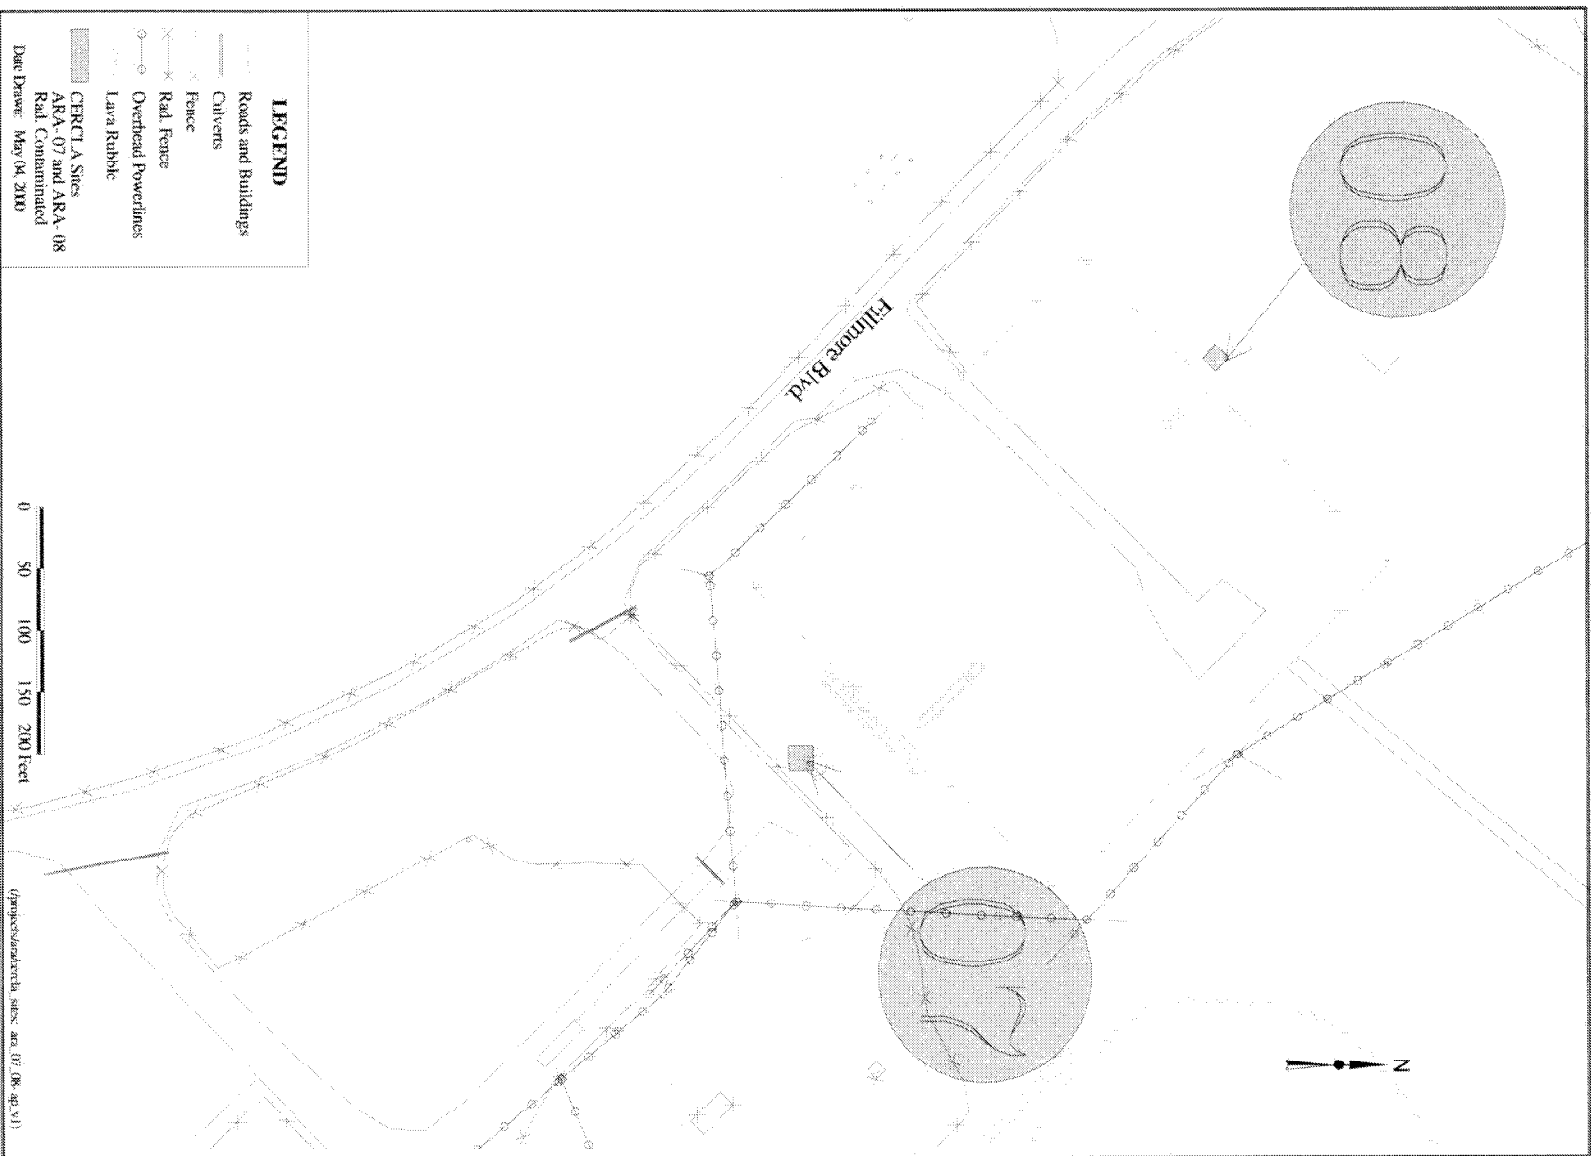 08
Fillmore Blvd.
07
N
LEGEND
Roads and Buildings
Culverts
Fence
Rad. Fence
Overhead Powerlines
Lava Rubble
CERCLA Sites
ARA-07 and ARA-08
Rad. Contaminated
Date Drawn: May 04, 2000
0 50 100 150 200 Feet